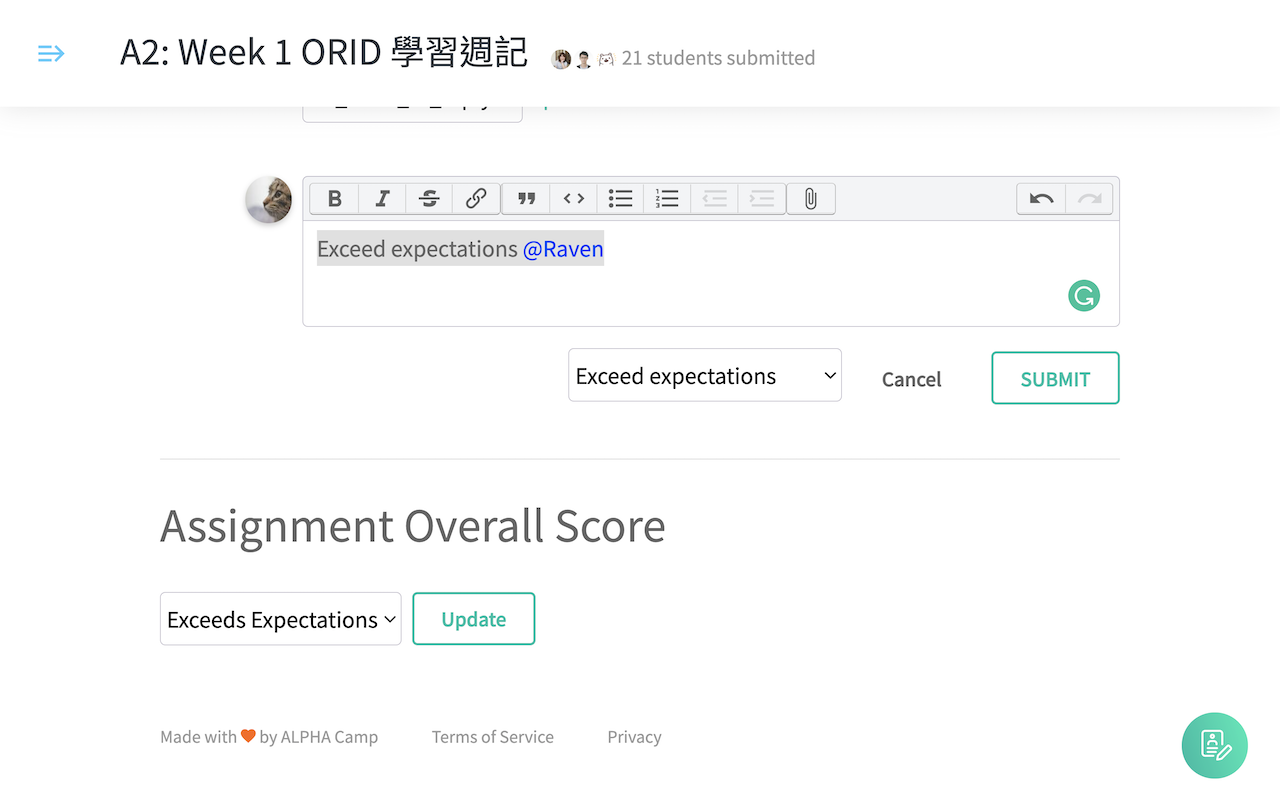 A2: Week 1 ORID 學習週記
21 students submitted
Exceed expectations @Raven
Exceed expectations
Cancel
SUBMIT
Assignment Overall Score
Exceeds Expectations
Update
Made with by ALPHA Camp
Terms of Service
Privacy